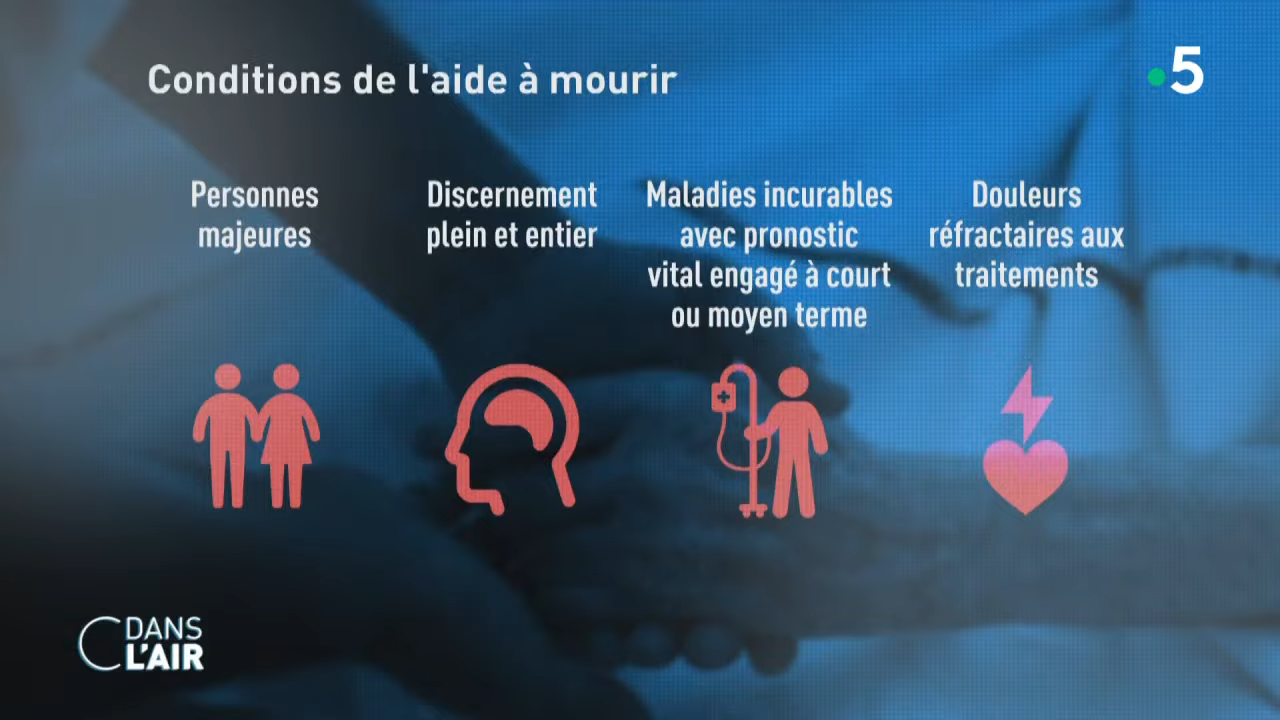 Conditions de l'aide à mourir
5
Personnes
majeures
Discernement
plein et entier
Maladies incurables
avec pronostic
vital engagé à court
ou moyen terme
Douleurs
réfractaires aux
traitements
C DANS
L'AIR